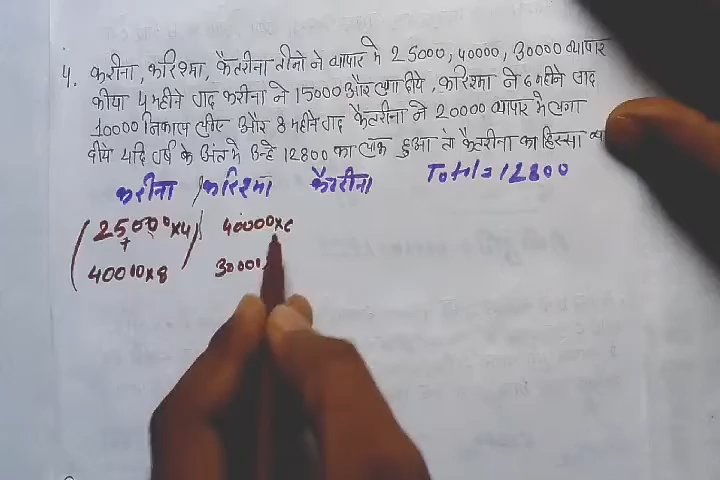 4. करीना, करिश्मा, कैटरीना तीनो ने व्यापार मे 25000, 40000, 30000 व्यापार
कीया 4 महीने बाद करीना ने 15000 और लगा दीये, करिश्मा ने 6 महीने बाद
10000 निकाल लीए और 8 महीने बाद कैटरीना ने 20000 व्यापार मे लगा
दीये यदि वर्ष के अंत मे उन्हे 12800 का लाभ हुआ तो कैटरीना का हिस्सा
करीना / करिश्मा कैटरीना Total = 12800
(25000×4) 40000×6
+
40000×8 30000